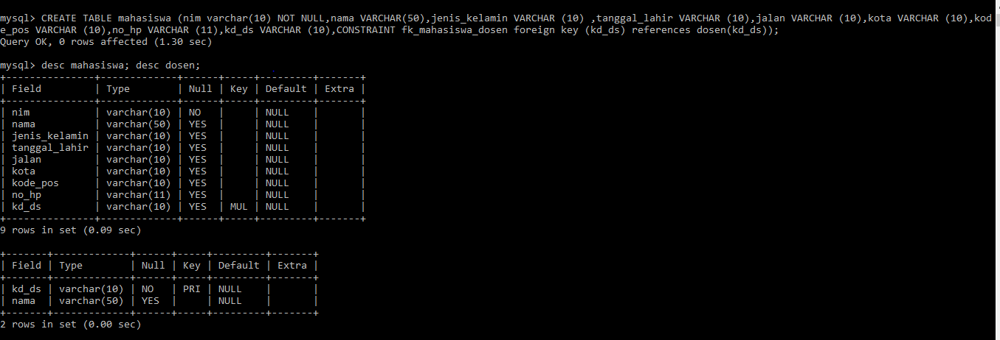 mysql> CREATE TABLE mahasiswa (nim varchar(10) NOT NULL,nama VARCHAR(50),jenis_kelamin VARCHAR (10) ,tanggal_lahir VARCHAR (10),jalan VARCHAR (10),kota VARCHAR (10),kod
e_pos VARCHAR (10),no_hp VARCHAR (11),kd_ds VARCHAR (10),CONSTRAINT fk_mahasiswa_dosen foreign key (kd_ds) references dosen(kd_ds));
Query OK, 0 rows affected (1.30 sec)

mysql> desc mahasiswa; desc dosen;
+---------------+-------------+------+-----+---------+-------+
| Field         | Type        | Null | Key | Default | Extra |
+---------------+-------------+------+-----+---------+-------+
| nim           | varchar(10) | NO   |     | NULL    |       |
| nama          | varchar(50) | YES  |     | NULL    |       |
| jenis_kelamin | varchar(10) | YES  |     | NULL    |       |
| tanggal_lahir | varchar(10) | YES  |     | NULL    |       |
| jalan         | varchar(10) | YES  |     | NULL    |       |
| kota          | varchar(10) | YES  |     | NULL    |       |
| kode_pos      | varchar(10) | YES  |     | NULL    |       |
| no_hp         | varchar(11) | YES  |     | NULL    |       |
| kd_ds         | varchar(10) | YES  | MUL | NULL    |       |
+---------------+-------------+------+-----+---------+-------+
9 rows in set (0.09 sec)

+-------+-------------+------+-----+---------+-------+
| Field | Type        | Null | Key | Default | Extra |
+-------+-------------+------+-----+---------+-------+
| kd_ds | varchar(10) | NO   | PRI | NULL    |       |
| nama  | varchar(50) | YES  |     | NULL    |       |
+-------+-------------+------+-----+---------+-------+
2 rows in set (0.00 sec)